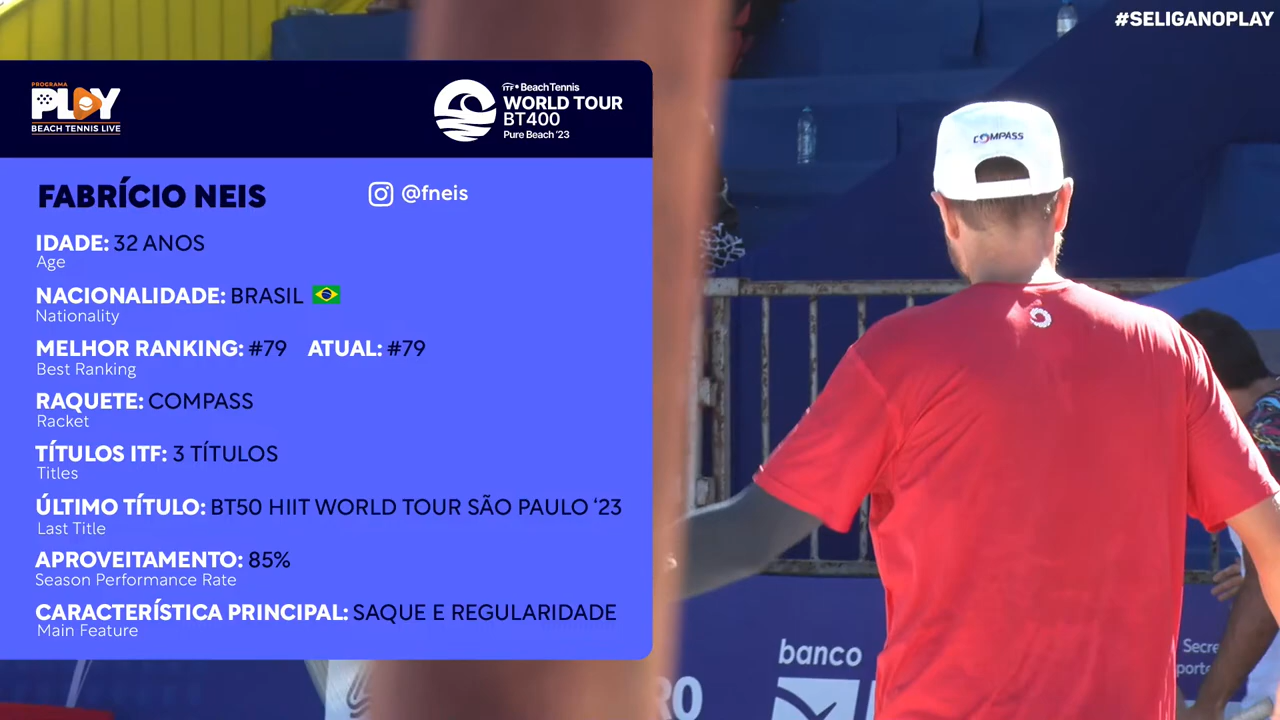 #SELIGANOPLAY
PROGRAMA
PLAY
BEACH TENNIS LIVE
ITF Beach Tennis
WORLD TOUR
BT400
Pure Beach '23
COMPASS
FABRÍCIO NEIS
@fneis
IDADE: 32 ANOS
Age
NACIONALIDADE: BRASIL
Nationality
MELHOR RANKING: #79 ATUAL: #79
Best Ranking
RAQUETE: COMPASS
Racket
TÍTULOS ITF: 3 TÍTULOS
Titles
ÚLTIMO TÍTULO: BT50 HIIT WORLD TOUR SÃO PAULO ‘23
Last Title
APROVEITAMENTO: 85%
Season Performance Rate
CARACTERÍSTICA PRINCIPAL: SAQUE E REGULARIDADE
Main Feature
banco